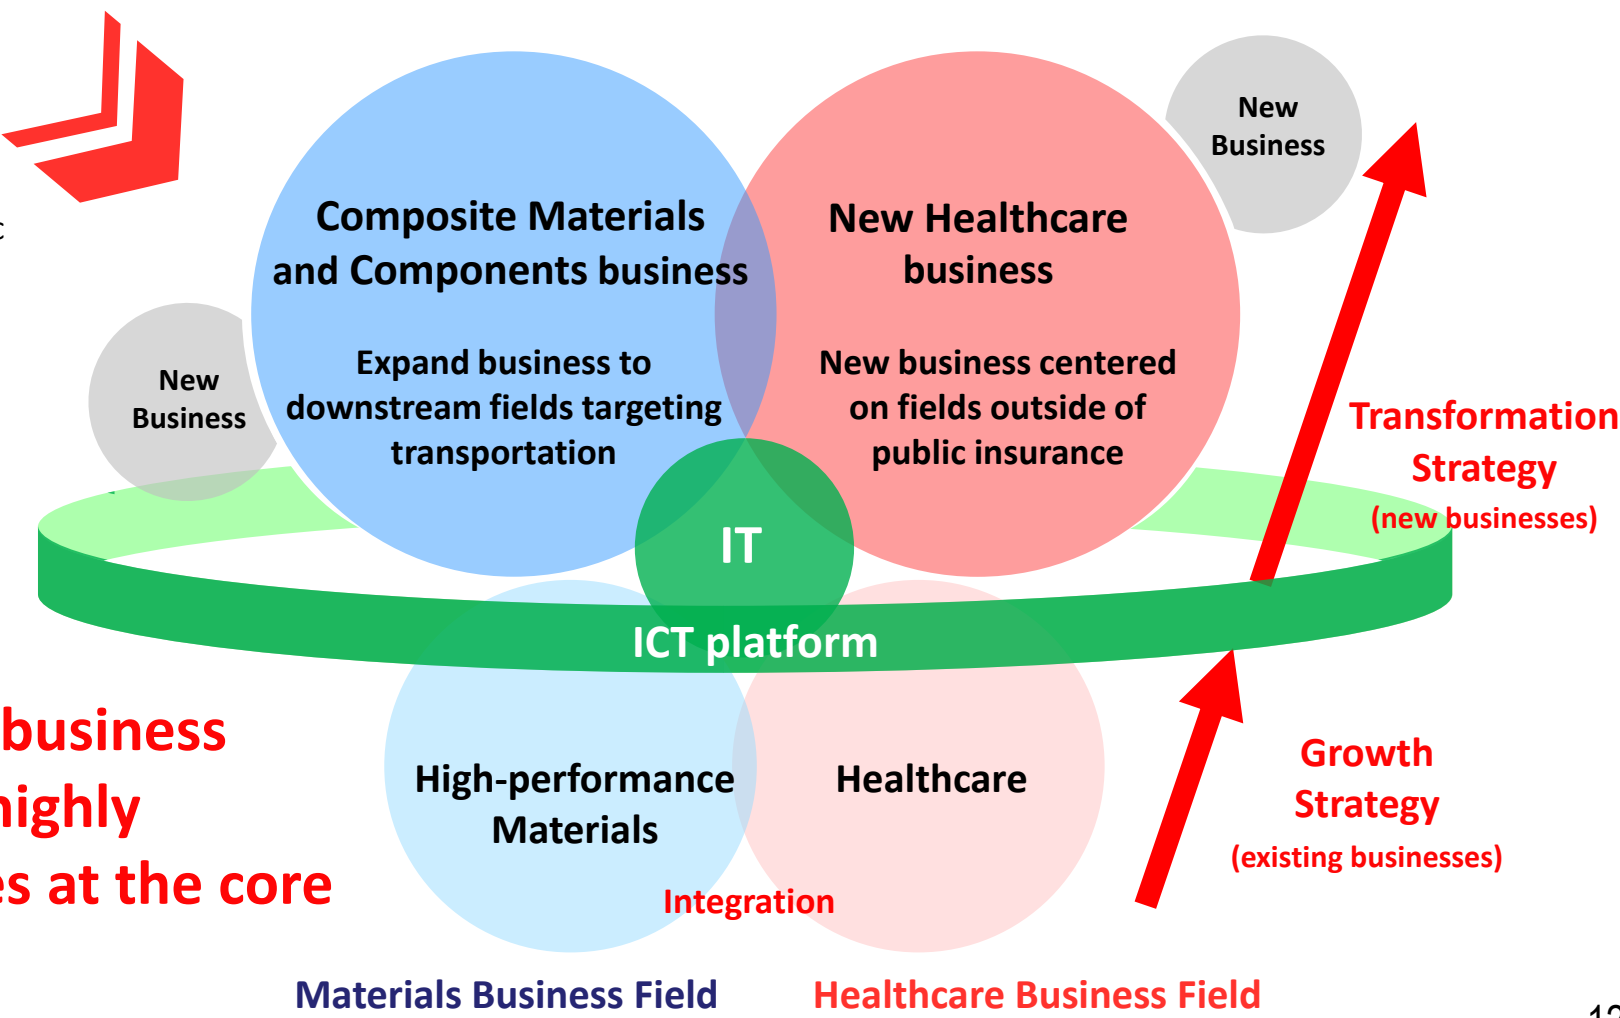 New
Business
Composite Materials
and Components business
New Healthcare
business
Expand business to
downstream fields targeting
transportation
New business centered
on fields outside of
public insurance
New
Business
Transformation
Strategy
(new businesses)
IT
ICT platform
business
highly
es at the core
High-performance
Materials
Healthcare
Growth
Strategy
(existing businesses)
Integration
Materials Business Field
Healthcare Business Field